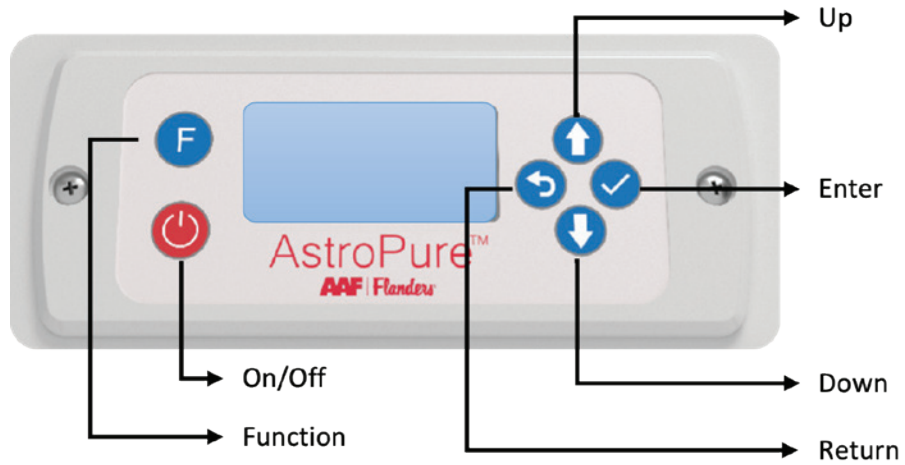 Up
F
Enter
AstroPure™
AAF | Flanders
On/Off
Down
Function
Return